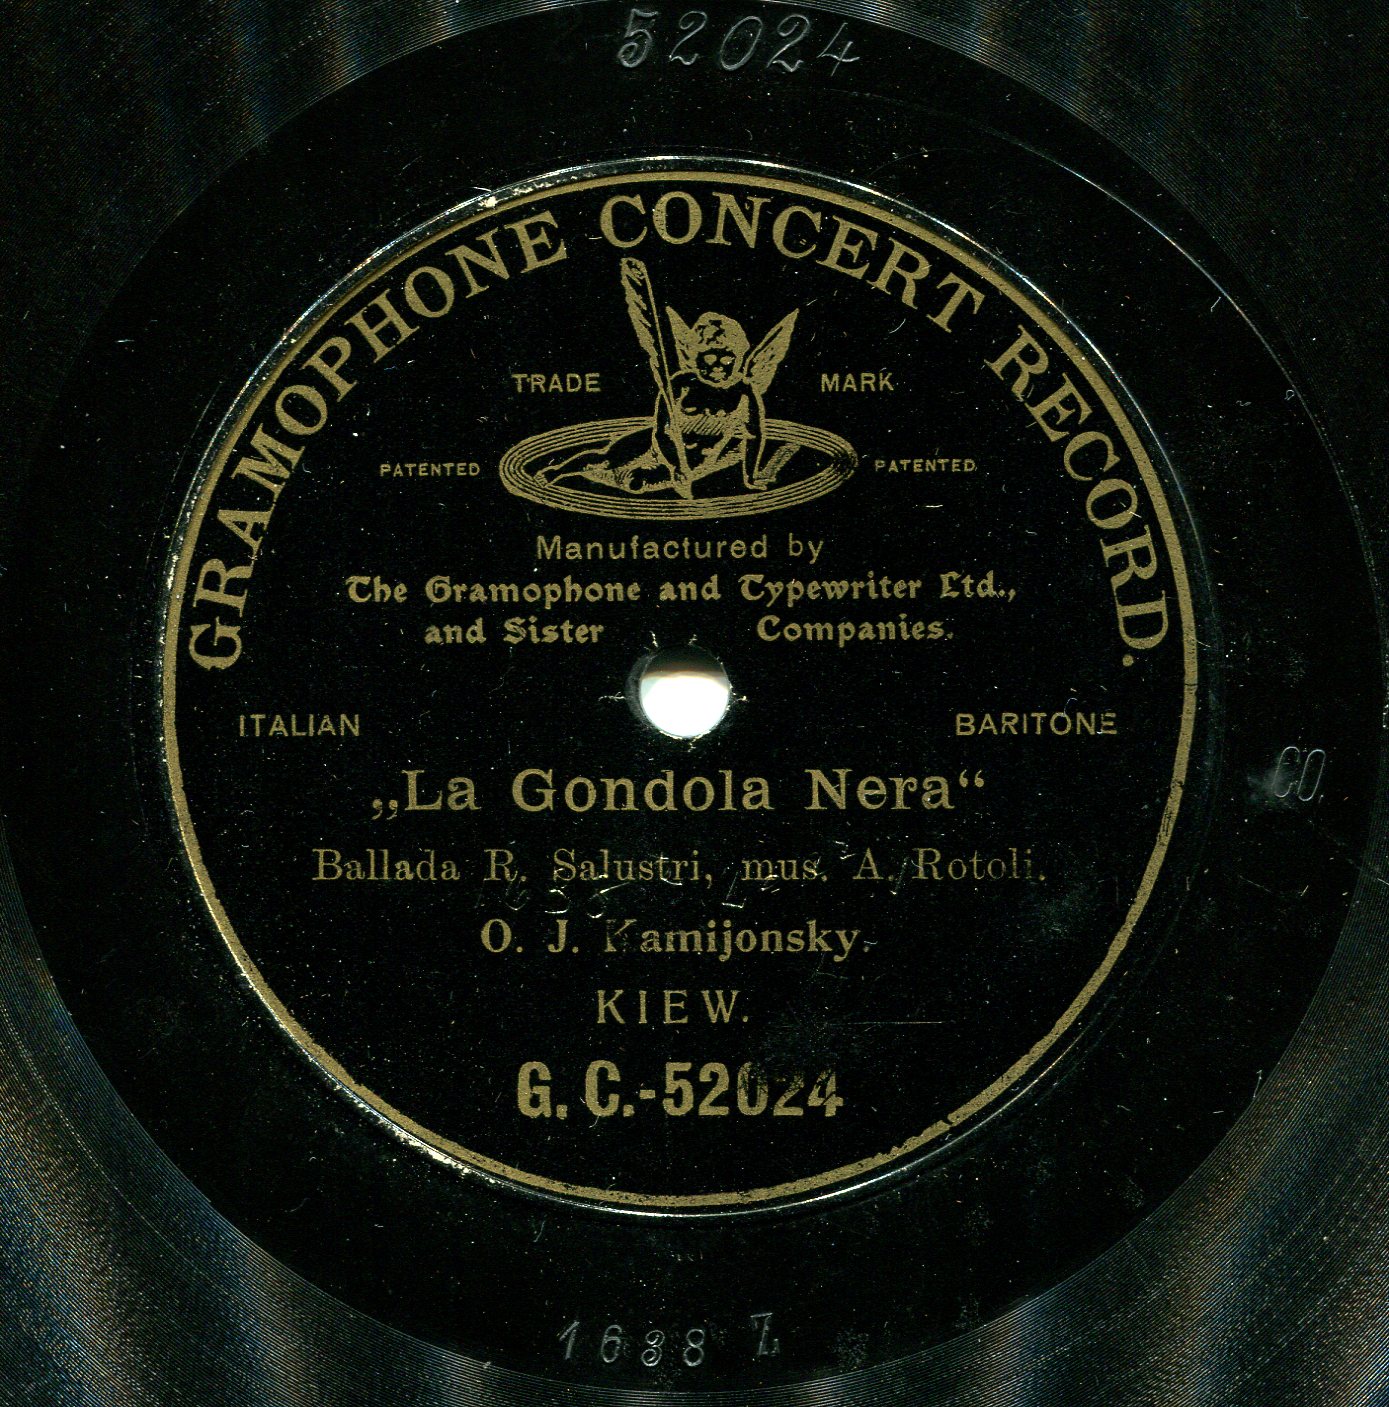 52024
GRAMOPHONE CONCERT RECORD.
TRADE MARK
PATENTED PATENTED
Manufactured by
The Gramophone and Typewriter Ltd.,
and Sister Companies.
ITALIAN BARITONE
„La Gondola Nera“
Ballada R. Salustri, mus. A. Rotoli.
O. J. Kamijonsky.
KIEW.
G. C.-52024
1638